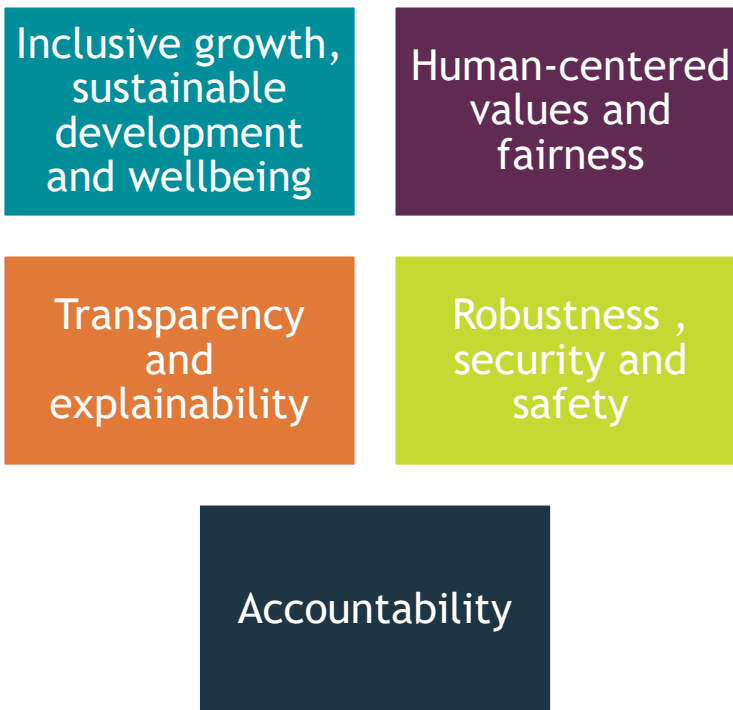 Inclusive growth,
sustainable
development
and wellbeing
Human-centered
values and
fairness
Transparency
and
explainability
Robustness ,
security and
safety
Accountability